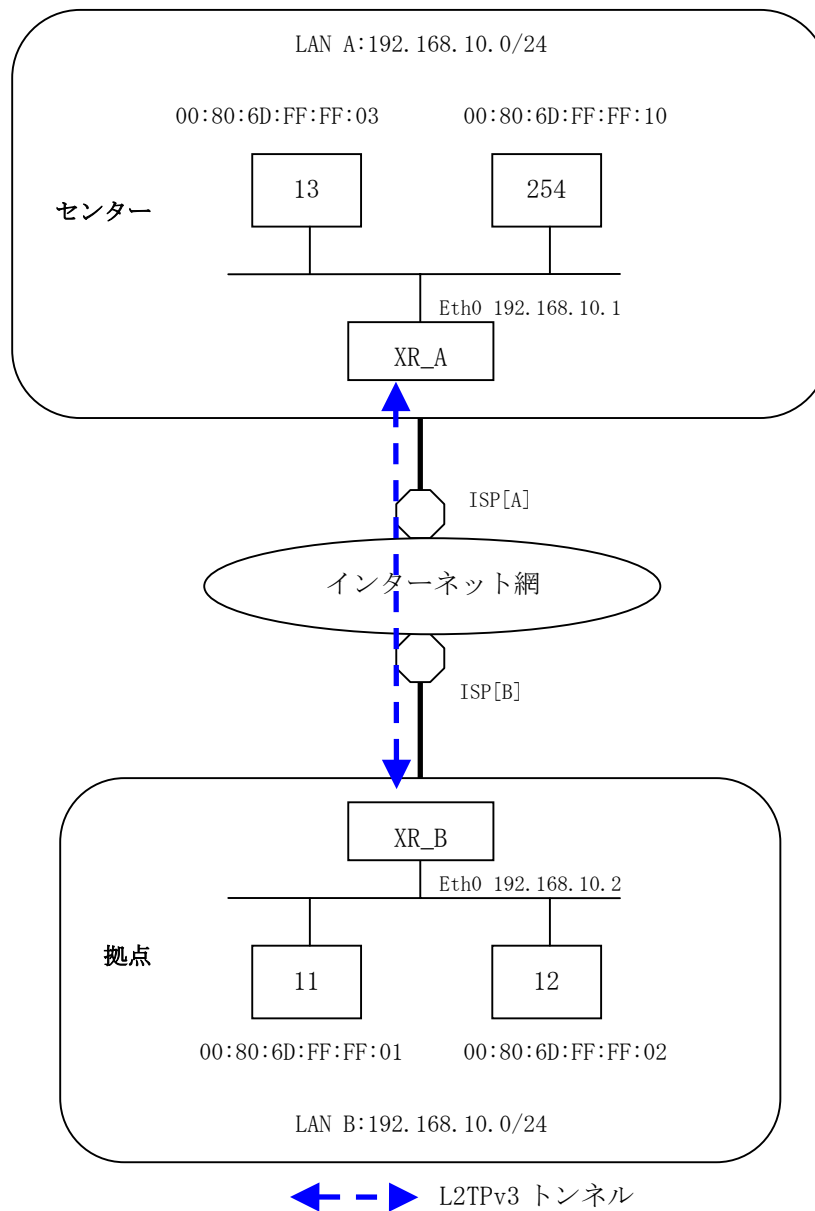 LAN A:192.168.10.0/24
00:80:6D:FF:FF:03
00:80:6D:FF:FF:10
13
254
センター
Eth0 192.168.10.1
XR_A
ISP[A]
インターネット網
ISP[B]
XR_B
Eth0 192.168.10.2
拠点
11
12
00:80:6D:FF:FF:01
00:80:6D:FF:FF:02
LAN B:192.168.10.0/24
L2TPv3 トンネル